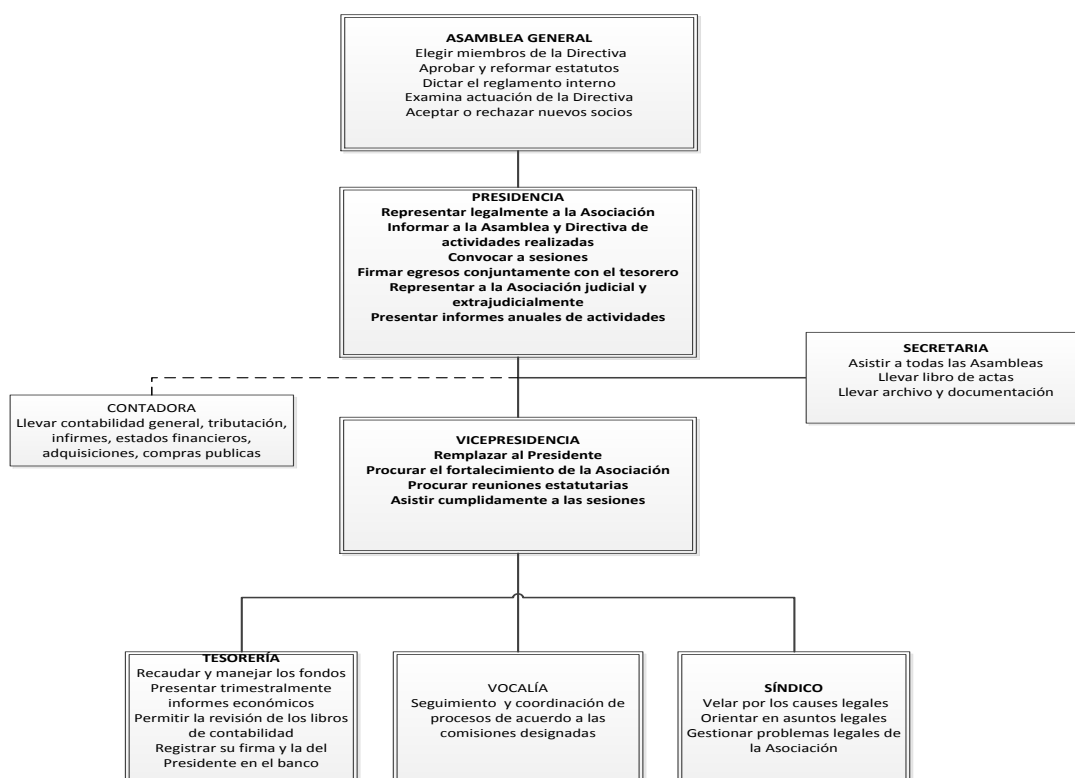 ASAMBLEA GENERAL
Elegir miembros de la Directiva
Aprobar y reformar estatutos
Dictar el reglamento interno
Examina actuación de la Directiva
Aceptar o rechazar nuevos socios
PRESIDENCIA
Representar legalmente a la Asociación
Informar a la Asamblea y Directiva de
actividades realizadas
Convocar a sesiones
Firmar egresos conjuntamente con el tesorero
Representar a la Asociación judicial y
extrajudicialmente
Presentar informes anuales de actividades
SECRETARIA
Asistir a todas las Asambleas
Llevar libro de actas
Llevar archivo y documentación
CONTADORA
Llevar contabilidad general, tributación,
infirmes, estados financieros,
adquisiciones, compras publicas
VICEPRESIDENCIA
Remplazar al Presidente
Procurar el fortalecimiento de la Asociación
Procurar reuniones estatutarias
Asistir cumplidamente a las sesiones
TESORERÍA
Recaudar y manejar los fondos
Presentar trimestralmente
informes económicos
Permitir la revisión de los libros
de contabilidad
Registrar su firma y la del
Presidente en el banco
VOCALÍA
Seguimiento y coordinación de
procesos de acuerdo a las
comisiones designadas
SÍNDICO
Velar por los causes legales
Orientar en asuntos legales
Gestionar problemas legales de
la Asociación